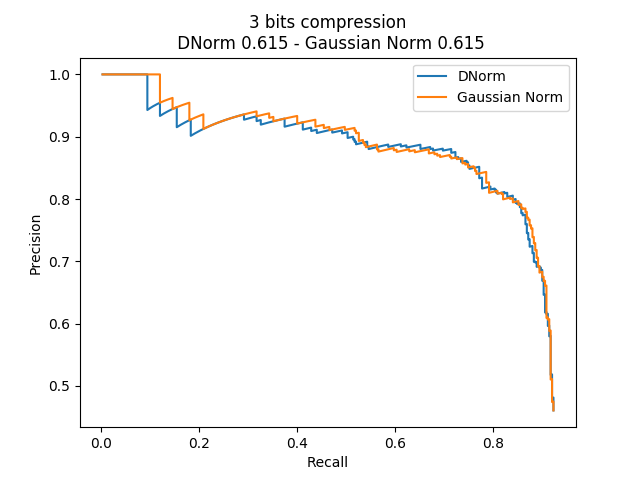 3 bits compression
DNorm 0.615 - Gaussian Norm 0.615
DNorm
Gaussian Norm
1.0
0.9
0.8
0.7
0.6
0.5
Precision
0.0
0.2
0.4
0.6
0.8
Recall